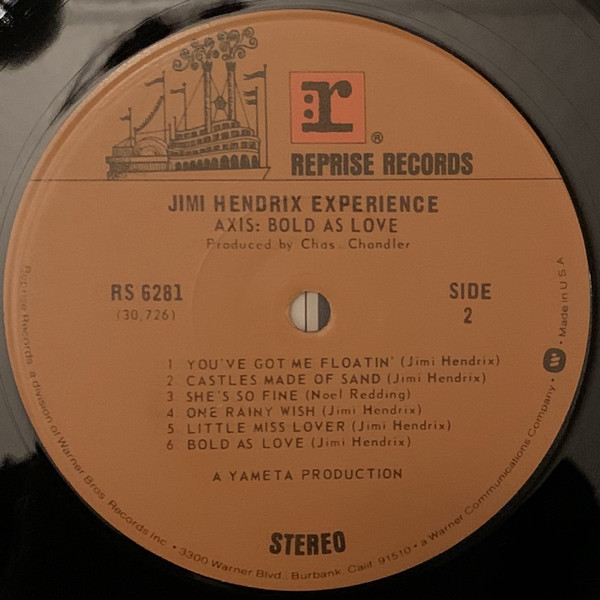 r
®
REPRISE RECORDS
JIMI HENDRIX EXPERIENCE
AXIS: BOLD AS LOVE
Produced by Chas. Chandler
RS 6281
(30,726)
SIDE
2
1 YOU'VE GOT ME FLOATIN' (Jimi Hendrix)
2 CASTLES MADE OF SAND (Jimi Hendrix)
3 SHE'S SO FINE (Noel Redding)
4 ONE RAINY WISH (Jimi Hendrix)
5 LITTLE MISS LOVER (Jimi Hendrix)
6 BOLD AS LOVE (Jimi Hendrix)
A YAMETA PRODUCTION
STEREO
Reprise Records, a division of Warner Bros. Records Inc. • 3300 Warner Blvd., Burbank, Calif. 91510 • a Warner Communications Company • W • Made in U S A